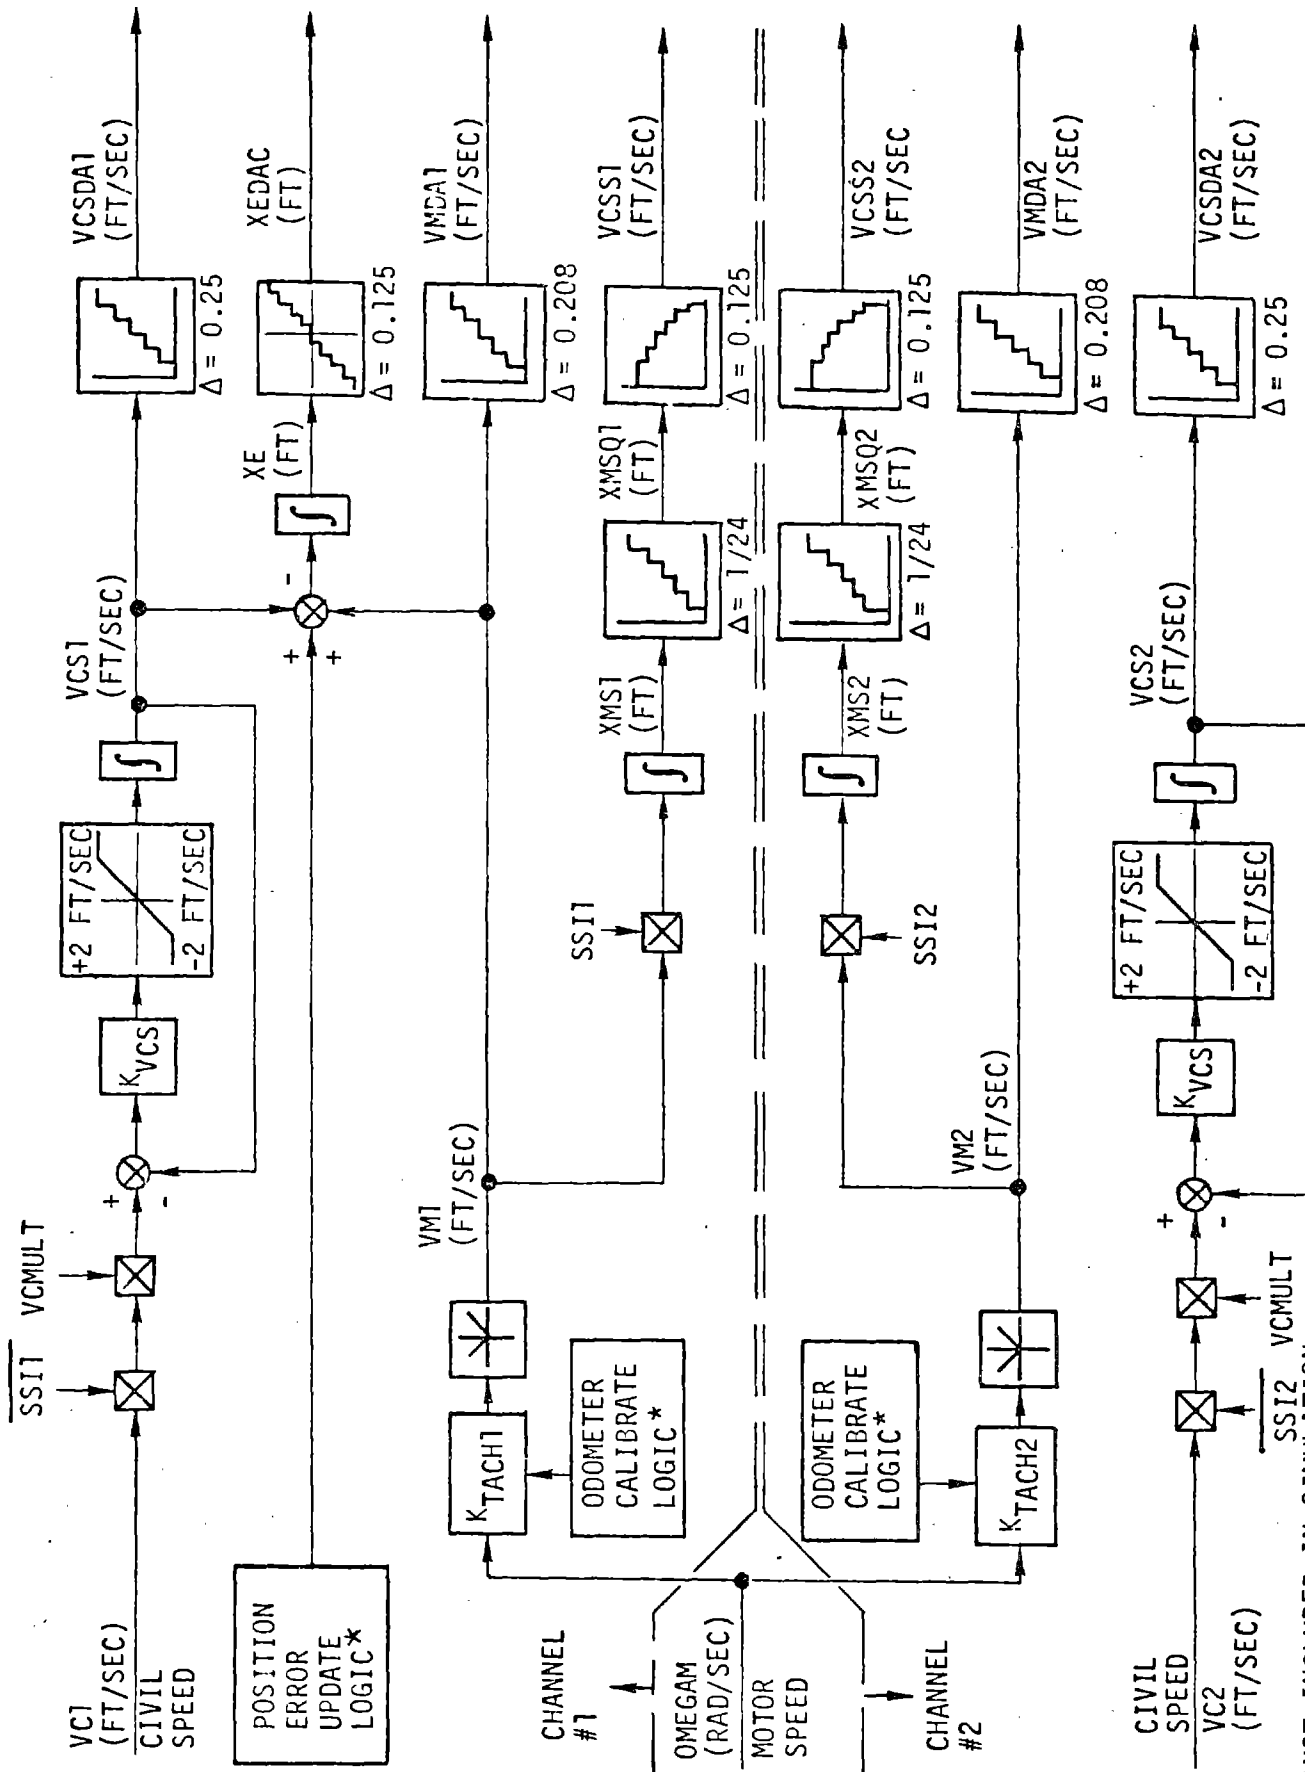 VC1
(FT/SEC)
CIVIL
SPEED
SSI1
VCMULT
+
-
K VCS
+2 FT/SEC
-2 FT/SEC
∫
VCS1
(FT/SEC)
VCSDA1
(FT/SEC)
Δ = 0.25
POSITION
ERROR
UPDATE
LOGIC*
+
+
-
∫
XE
(FT)
XEDAC
(FT)
Δ = 0.125
CHANNEL
#1
OMEGAM
(RAD/SEC)
MOTOR
SPEED
CHANNEL
#2
K TACH1
ODOMETER
CALIBRATE
LOGIC*
VM1
(FT/SEC)
VMDA1
(FT/SEC)
Δ = 0.208
SSI1
∫
XMS1
(FT)
Δ = 1/24
XMSQ1
(FT)
Δ = 0.125
VCSS1
(FT/SEC)
ODOMETER
CALIBRATE
LOGIC*
K TACH2
SSI2
∫
XMS2
(FT)
Δ = 1/24
XMSQ2
(FT)
Δ = 0.125
VCSS2
(FT/SEC
VM2
(FT/SEC)
VMDA2
(FT/SEC)
Δ = 0.208
CIVIL
SPEED
VC2
(FT/SEC)
SSI2
VCMULT
+
-
K VCS
+2 FT/SEC
-2 FT/SEC
∫
VCS2
(FT/SEC)
VCSDA2
(FT/SEC)
Δ = 0.25